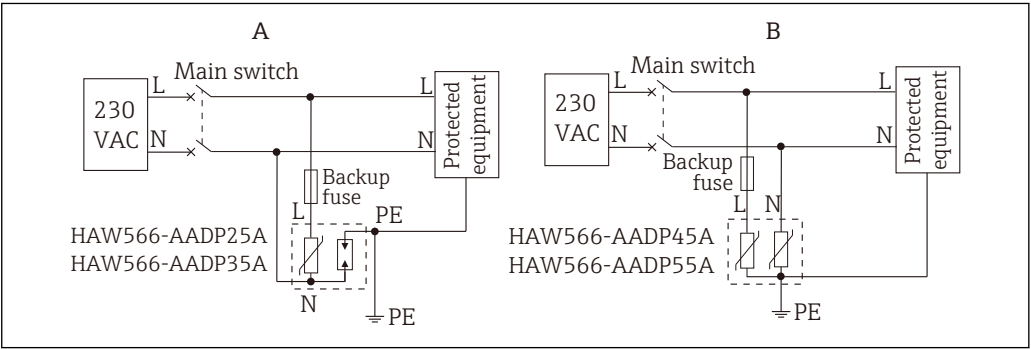 A
Main switch
230
VAC
L
N
L
N
Protected
equipment
Backup
fuse
L
PE
HAW566-AADP25A
HAW566-AADP35A
N
PE
B
Main switch
230
VAC
L
N
L
N
Protected
equipment
Backup
fuse
L
N
HAW566-AADP45A
HAW566-AADP55A
PE